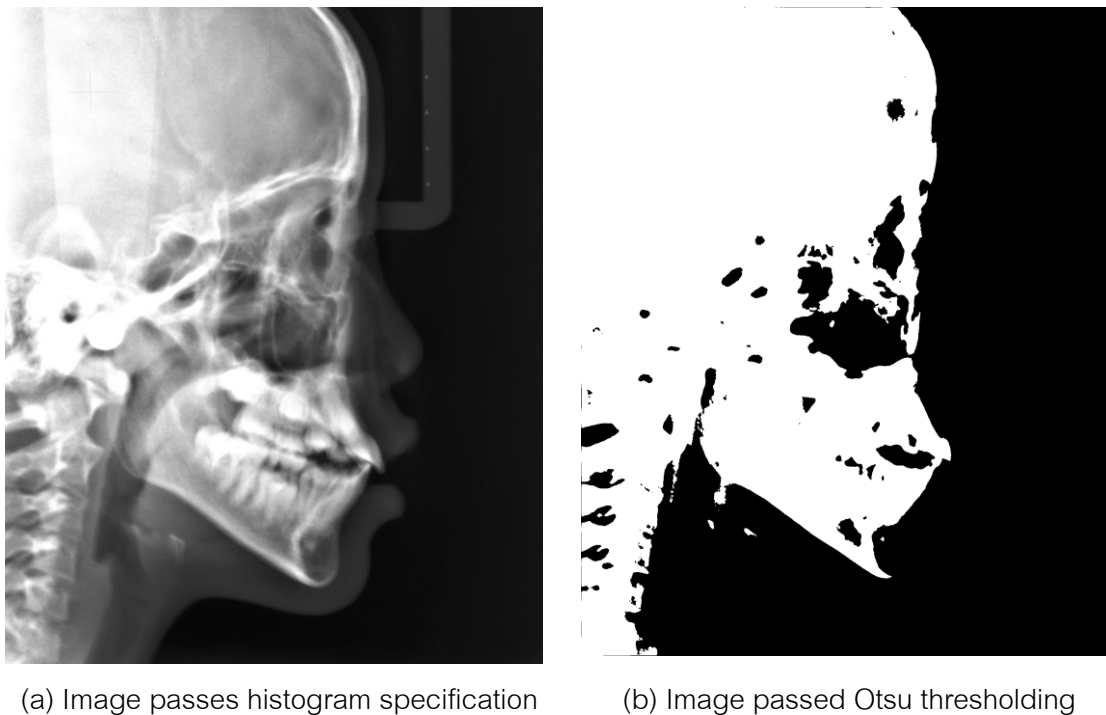 (a) Image passes histogram specification
(b) Image passed Otsu thresholding